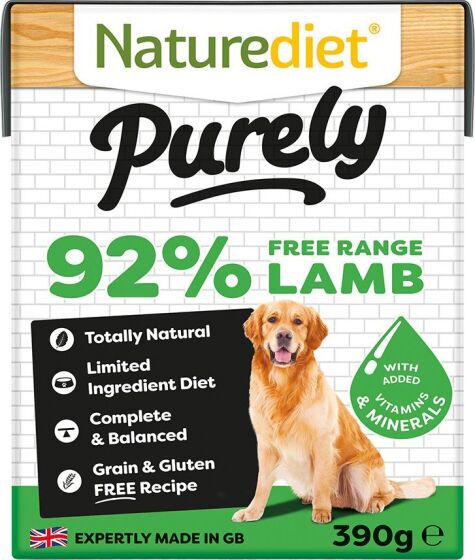 Naturediet®
Purely
92% FREE RANGE
LAMB
Totally Natural
Limited
Ingredient Diet
Complete
& Balanced
Grain & Gluten
FREE Recipe
WITH
ADDED
VITAMINS
& MINERALS
EXPERTLY MADE IN GB
390g ℮